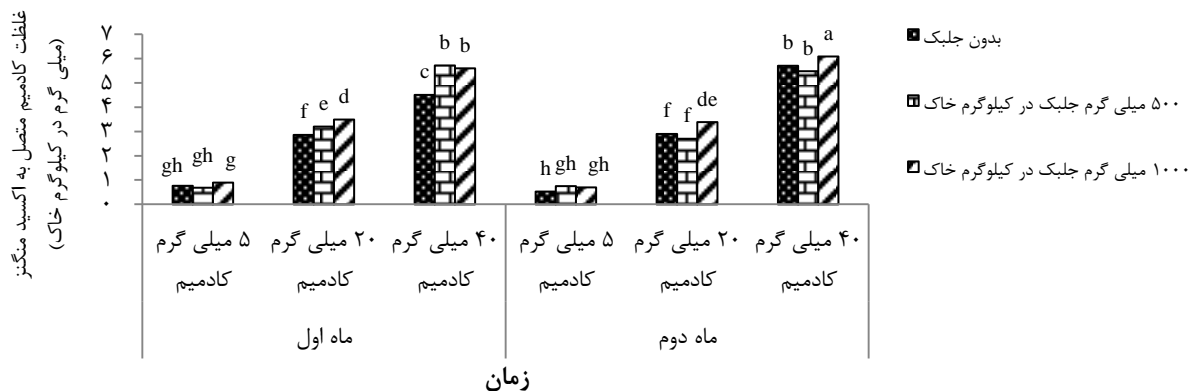 غلظت کادمیم متصل به اکسید منگنز
(میلی گرم در کیلوگرم خاک)
۷
۶
۵
۴
۳
۲
۱
۰
gh gh g
f e d
c b b
h gh gh
f f de
b b a
۵ میلی گرم کادمیم
۲۰ میلی گرم کادمیم
۴۰ میلی گرم کادمیم
۵ میلی گرم کادمیم
۲۰ میلی گرم کادمیم
۴۰ میلی گرم کادمیم
ماه اول
ماه دوم
زمان
بدون جلبک
۵۰۰ میلی گرم جلبک در کیلوگرم خاک
۱۰۰۰ میلی گرم جلبک در کیلوگرم خاک